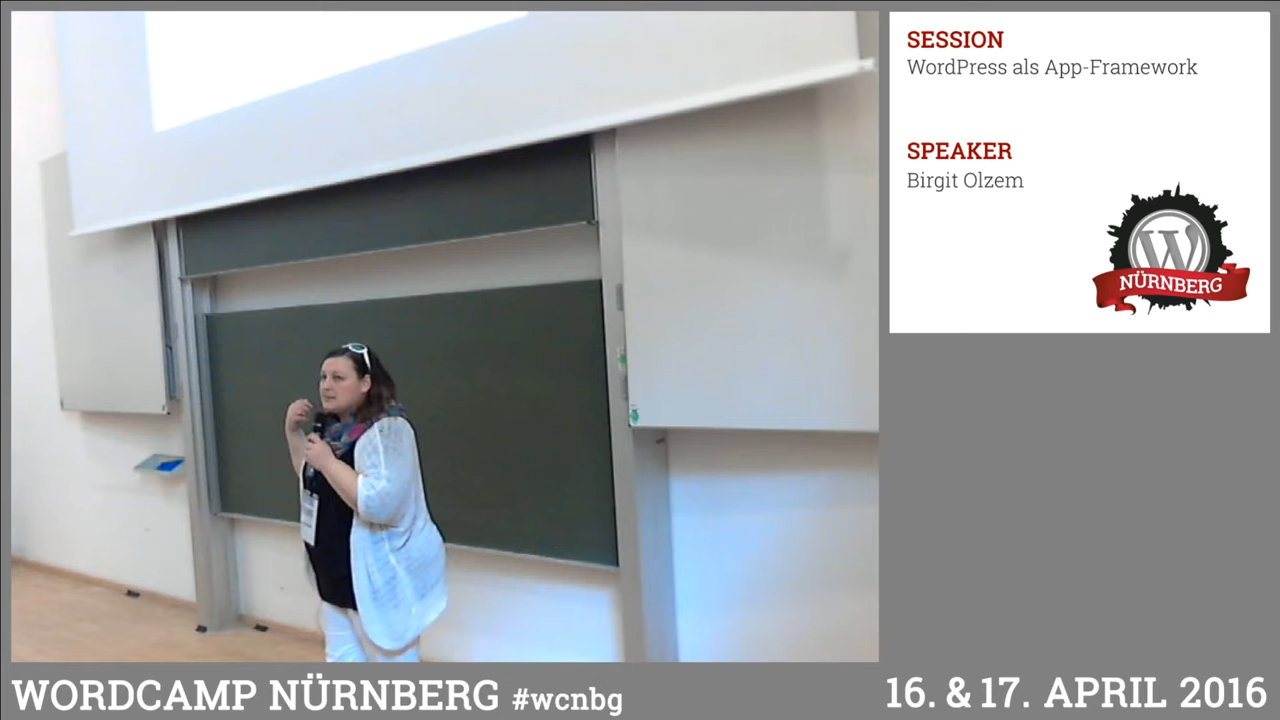 SESSION
WordPress als App-Framework
SPEAKER
Birgit Olzem
W
NÜRNBERG
WORDCAMP NÜRNBERG #wcnbg
16. & 17. APRIL 2016